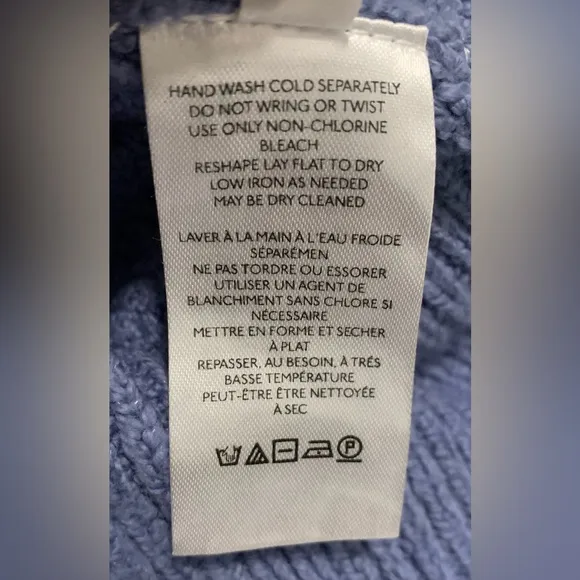 HAND WASH COLD SEPARATELY
DO NOT WRING OR TWIST
USE ONLY NON-CHLORINE
BLEACH
RESHAPE LAY FLAT TO DRY
LOW IRON AS NEEDED
MAY BE DRY CLEANED
LAVER À LA MAIN À L'EAU FROIDE
SÉPARÉMEN
NE PAS TORDRE OU ESSORER
UTILISER UN AGENT DE
BLANCHIMENT SANS CHLORE SI
NÉCESSAIRE
METTRE EN FORME ET SECHER
À PLAT
REPASSER, AU BESOIN, À TRÉS
BASSE TEMPÉRATURE
PEUT-ÊTRE ÊTRE NETTOYÉE
À SEC
P